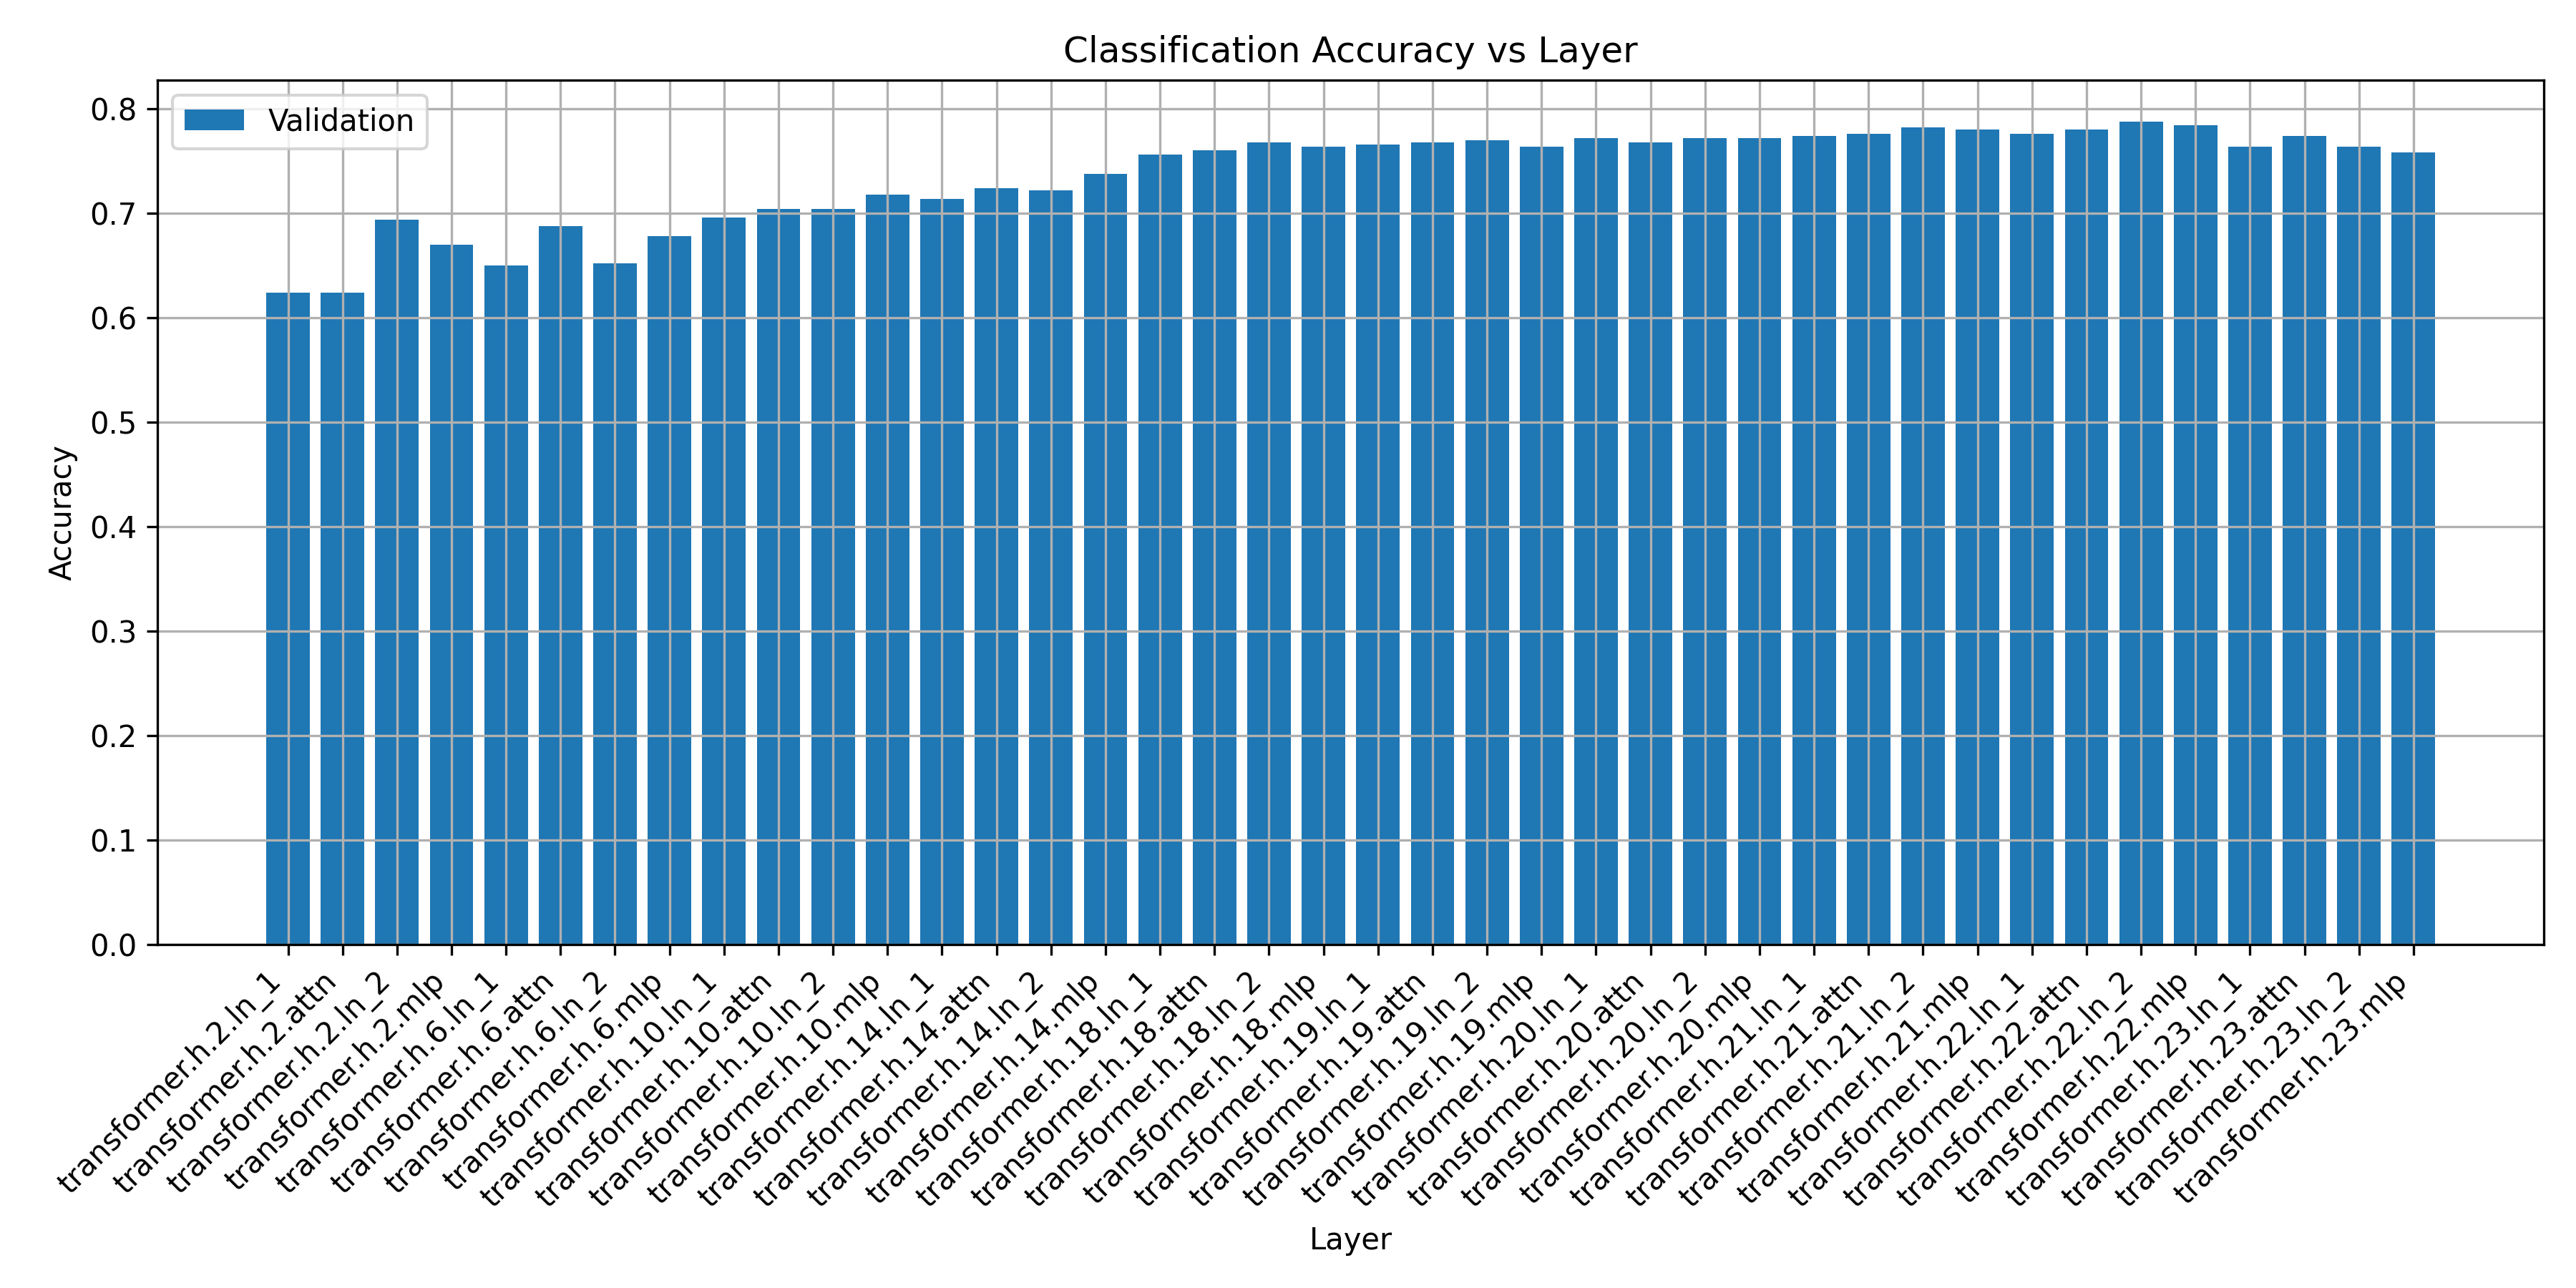 Classification Accuracy vs Layer
Validation
0.8
0.7
0.6
0.5
0.4
0.3
0.2
0.1
0.0
Accuracy
transformer.h.2.ln_1
transformer.h.2.attn
transformer.h.2.ln_2
transformer.h.2.mlp
transformer.h.6.ln_1
transformer.h.6.attn
transformer.h.6.ln_2
transformer.h.6.mlp
transformer.h.10.ln_1
transformer.h.10.attn
transformer.h.10.ln_2
transformer.h.10.mlp
transformer.h.14.ln_1
transformer.h.14.attn
transformer.h.14.ln_2
transformer.h.14.mlp
transformer.h.18.ln_1
transformer.h.18.attn
transformer.h.18.ln_2
transformer.h.18.mlp
transformer.h.19.ln_1
transformer.h.19.attn
transformer.h.19.ln_2
transformer.h.19.mlp
transformer.h.20.ln_1
transformer.h.20.attn
transformer.h.20.ln_2
transformer.h.20.mlp
transformer.h.21.ln_1
transformer.h.21.attn
transformer.h.21.ln_2
transformer.h.21.mlp
transformer.h.22.ln_1
transformer.h.22.attn
transformer.h.22.ln_2
transformer.h.22.mlp
transformer.h.23.ln_1
transformer.h.23.attn
transformer.h.23.ln_2
transformer.h.23.mlp
Layer